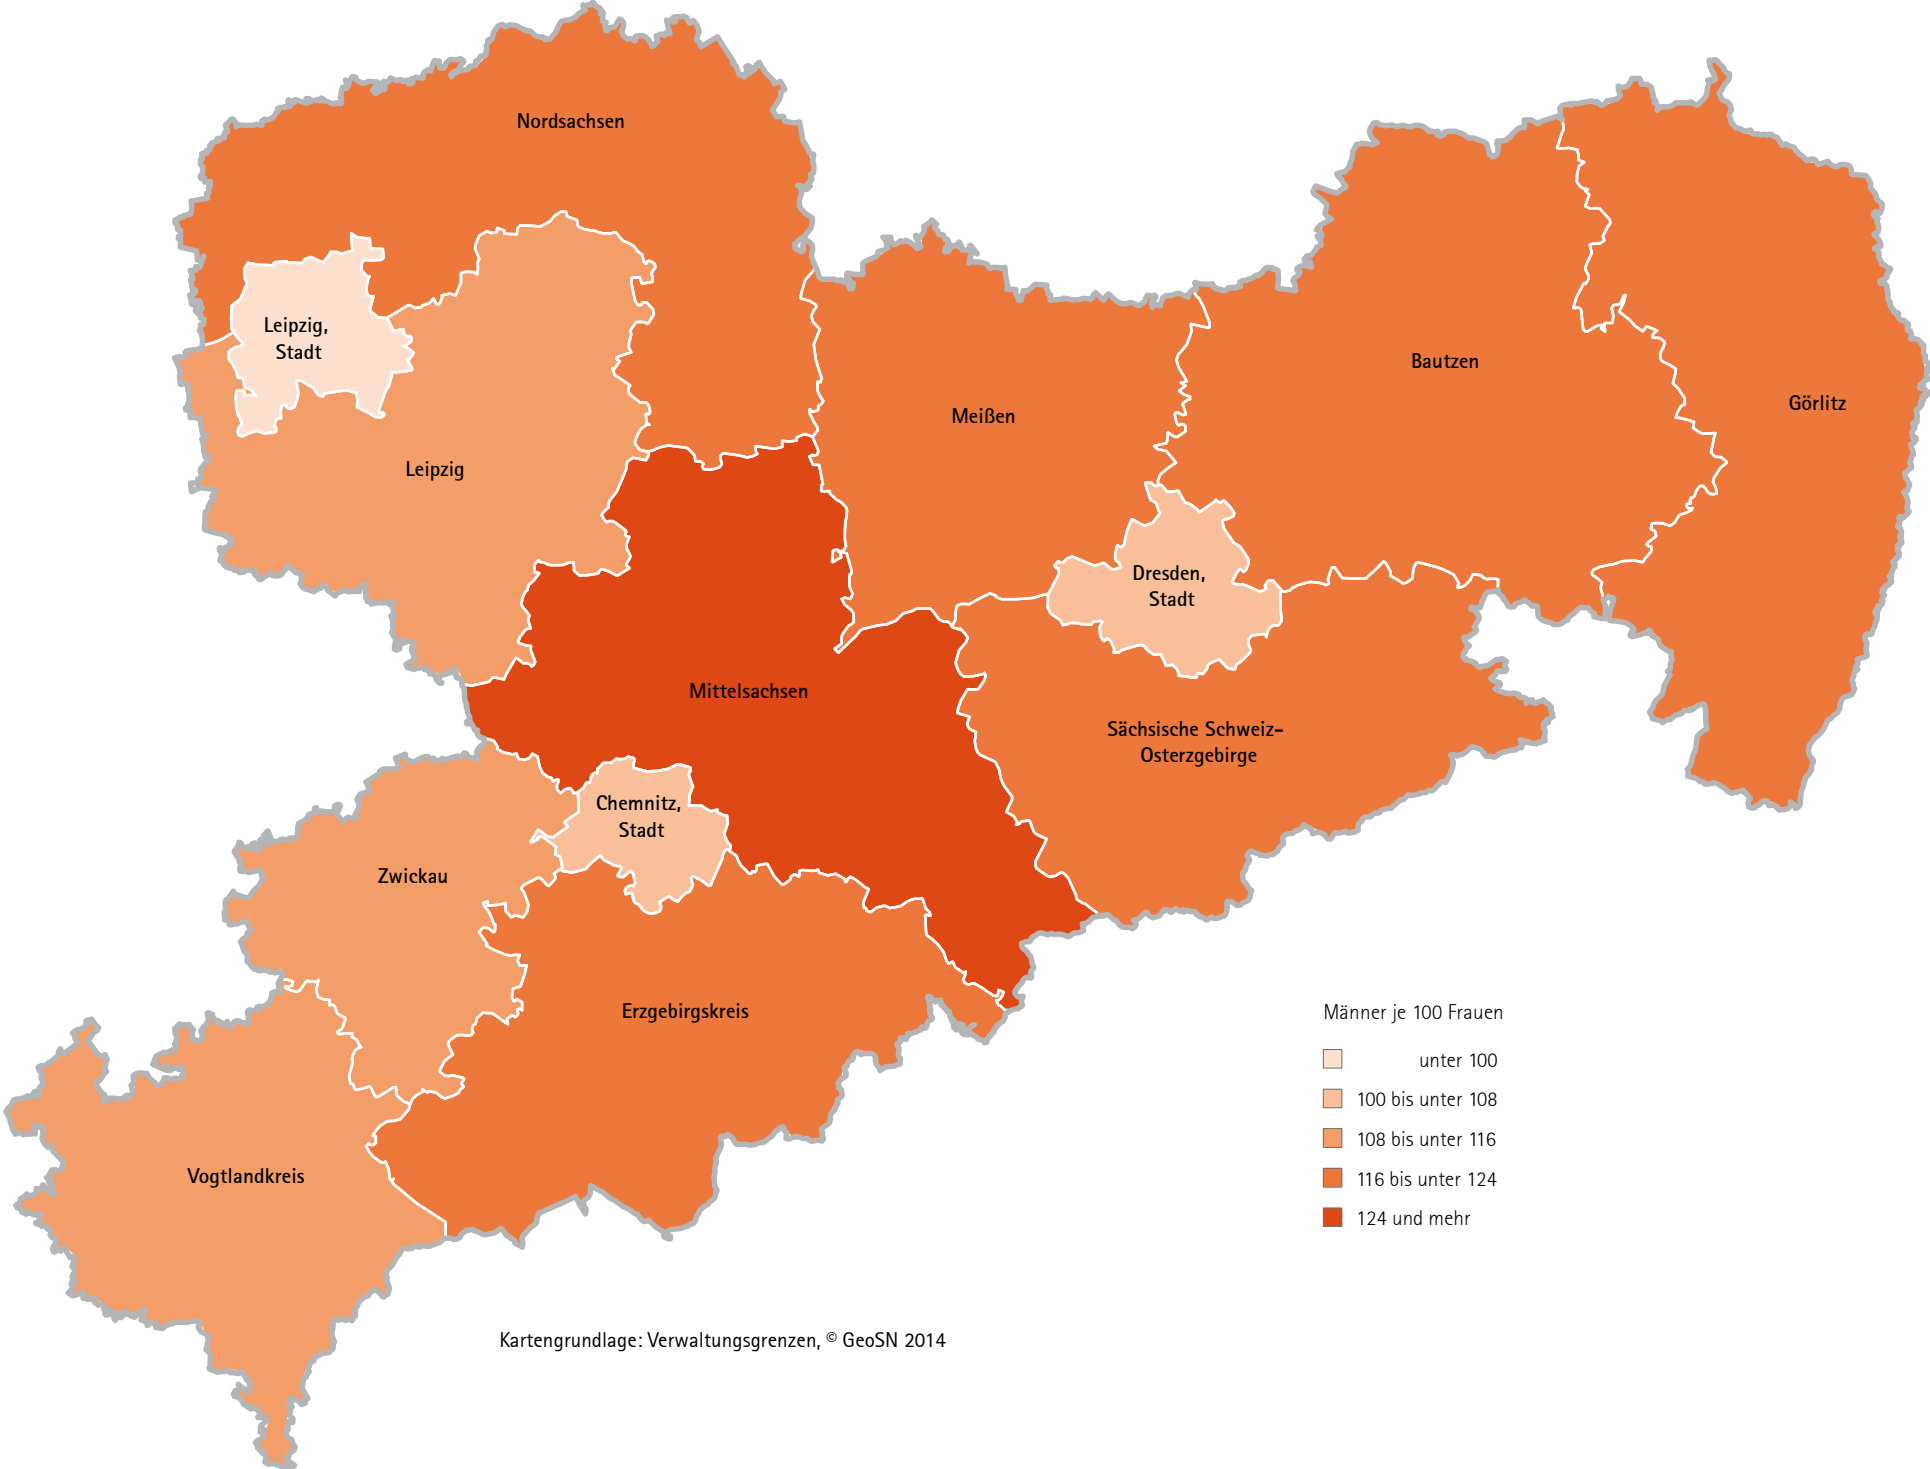 Nordsachsen
Leipzig,
Stadt
Bautzen
Görlitz
Meißen
Leipzig
Dresden,
Stadt
Mittelsachsen
Sächsische Schweiz-
Osterzgebirge
Chemnitz,
Stadt
Zwickau
Erzgebirgskreis
Vogtlandkreis
Männer je 100 Frauen
unter 100
100 bis unter 108
108 bis unter 116
116 bis unter 124
124 und mehr
Kartengrundlage: Verwaltungsgrenzen, © GeoSN 2014